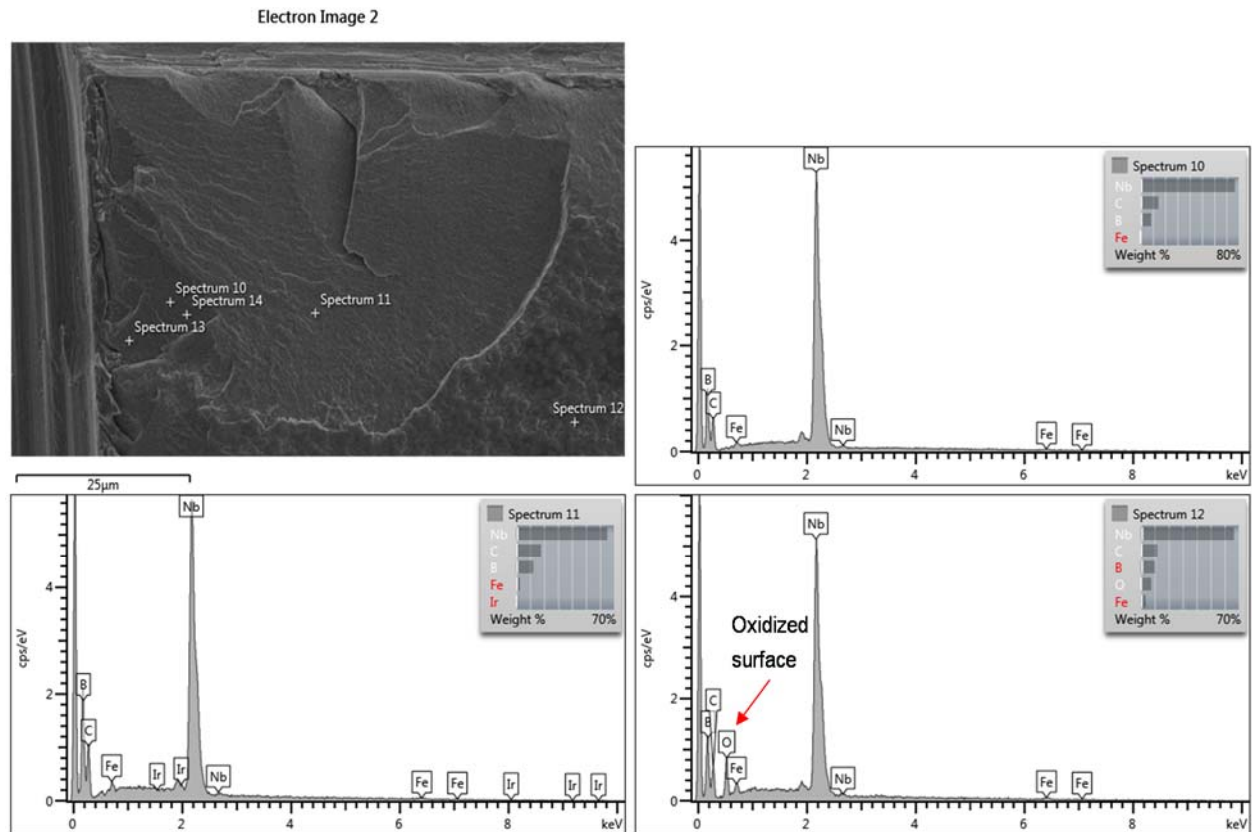 Electron Image 2
Spectrum 10
Spectrum 14
Spectrum 11
Spectrum 13
Spectrum 12
25µm
Nb
Spectrum 10
Nb
C
B
Fe
Weight % 80%
cps/eV
4
2
0
B
C
Fe
Nb
Fe
Fe
0 2 4 6 8 keV
Nb
Spectrum 11
Nb
C
B
Fe
Ir
Weight % 70%
cps/eV
4
2
0
B
C
Fe
Ir
Ir
Nb
Fe
Fe
Ir
Ir
Ir
0 2 4 6 8 keV
Nb
Spectrum 12
Nb
C
B
O
Fe
Weight % 70%
Oxidized
surface
cps/eV
4
2
0
C
B
O
Fe
Nb
Fe
Fe
0 2 4 6 8 keV